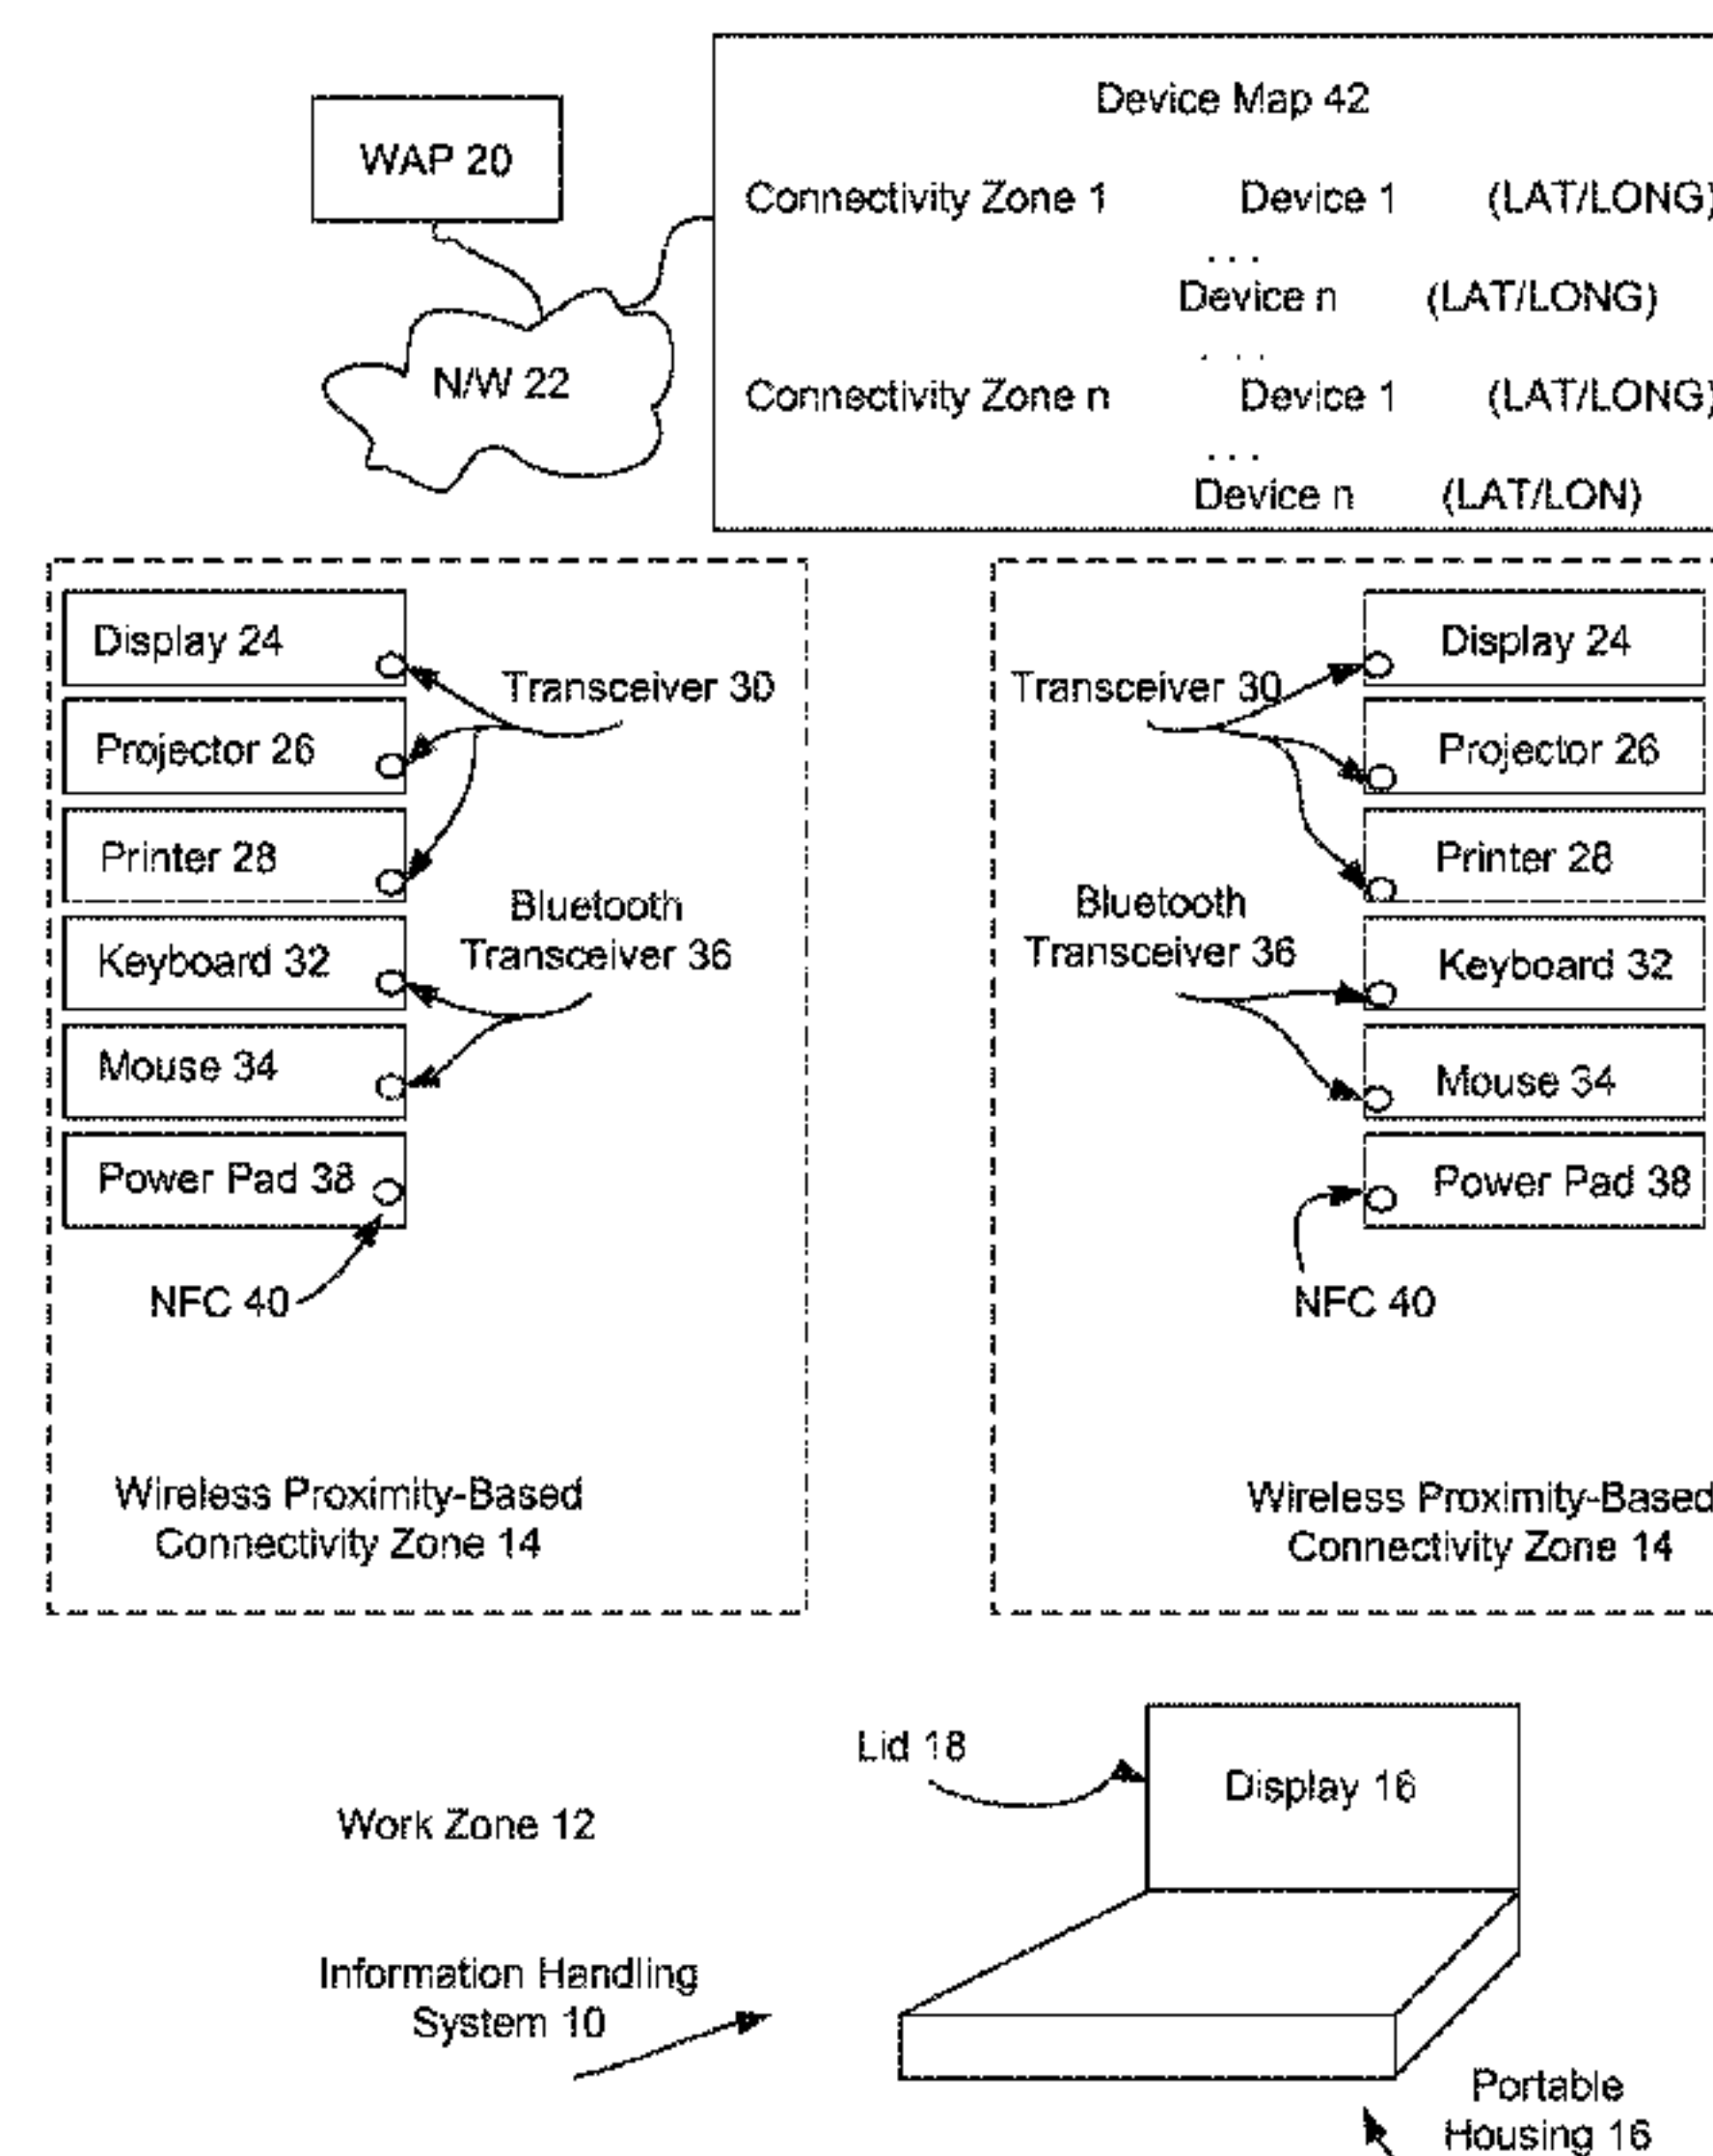 WAP 20
N/W 22
Device Map 42
Connectivity Zone 1 Device 1 (LAT/LONG)
. . .
Device n (LAT/LONG)
. . .
Connectivity Zone n Device 1 (LAT/LONG)
. . .
Device n (LAT/LON)
Display 24
Projector 26
Printer 28
Keyboard 32
Mouse 34
Power Pad 38
Transceiver 30
Bluetooth
Transceiver 36
NFC 40
Wireless Proximity-Based
Connectivity Zone 14
Transceiver 30
Bluetooth
Transceiver 36
Display 24
Projector 26
Printer 28
Keyboard 32
Mouse 34
Power Pad 38
NFC 40
Wireless Proximity-Based
Connectivity Zone 14
Lid 18
Display 16
Work Zone 12
Information Handling
System 10
Portable
Housing 16